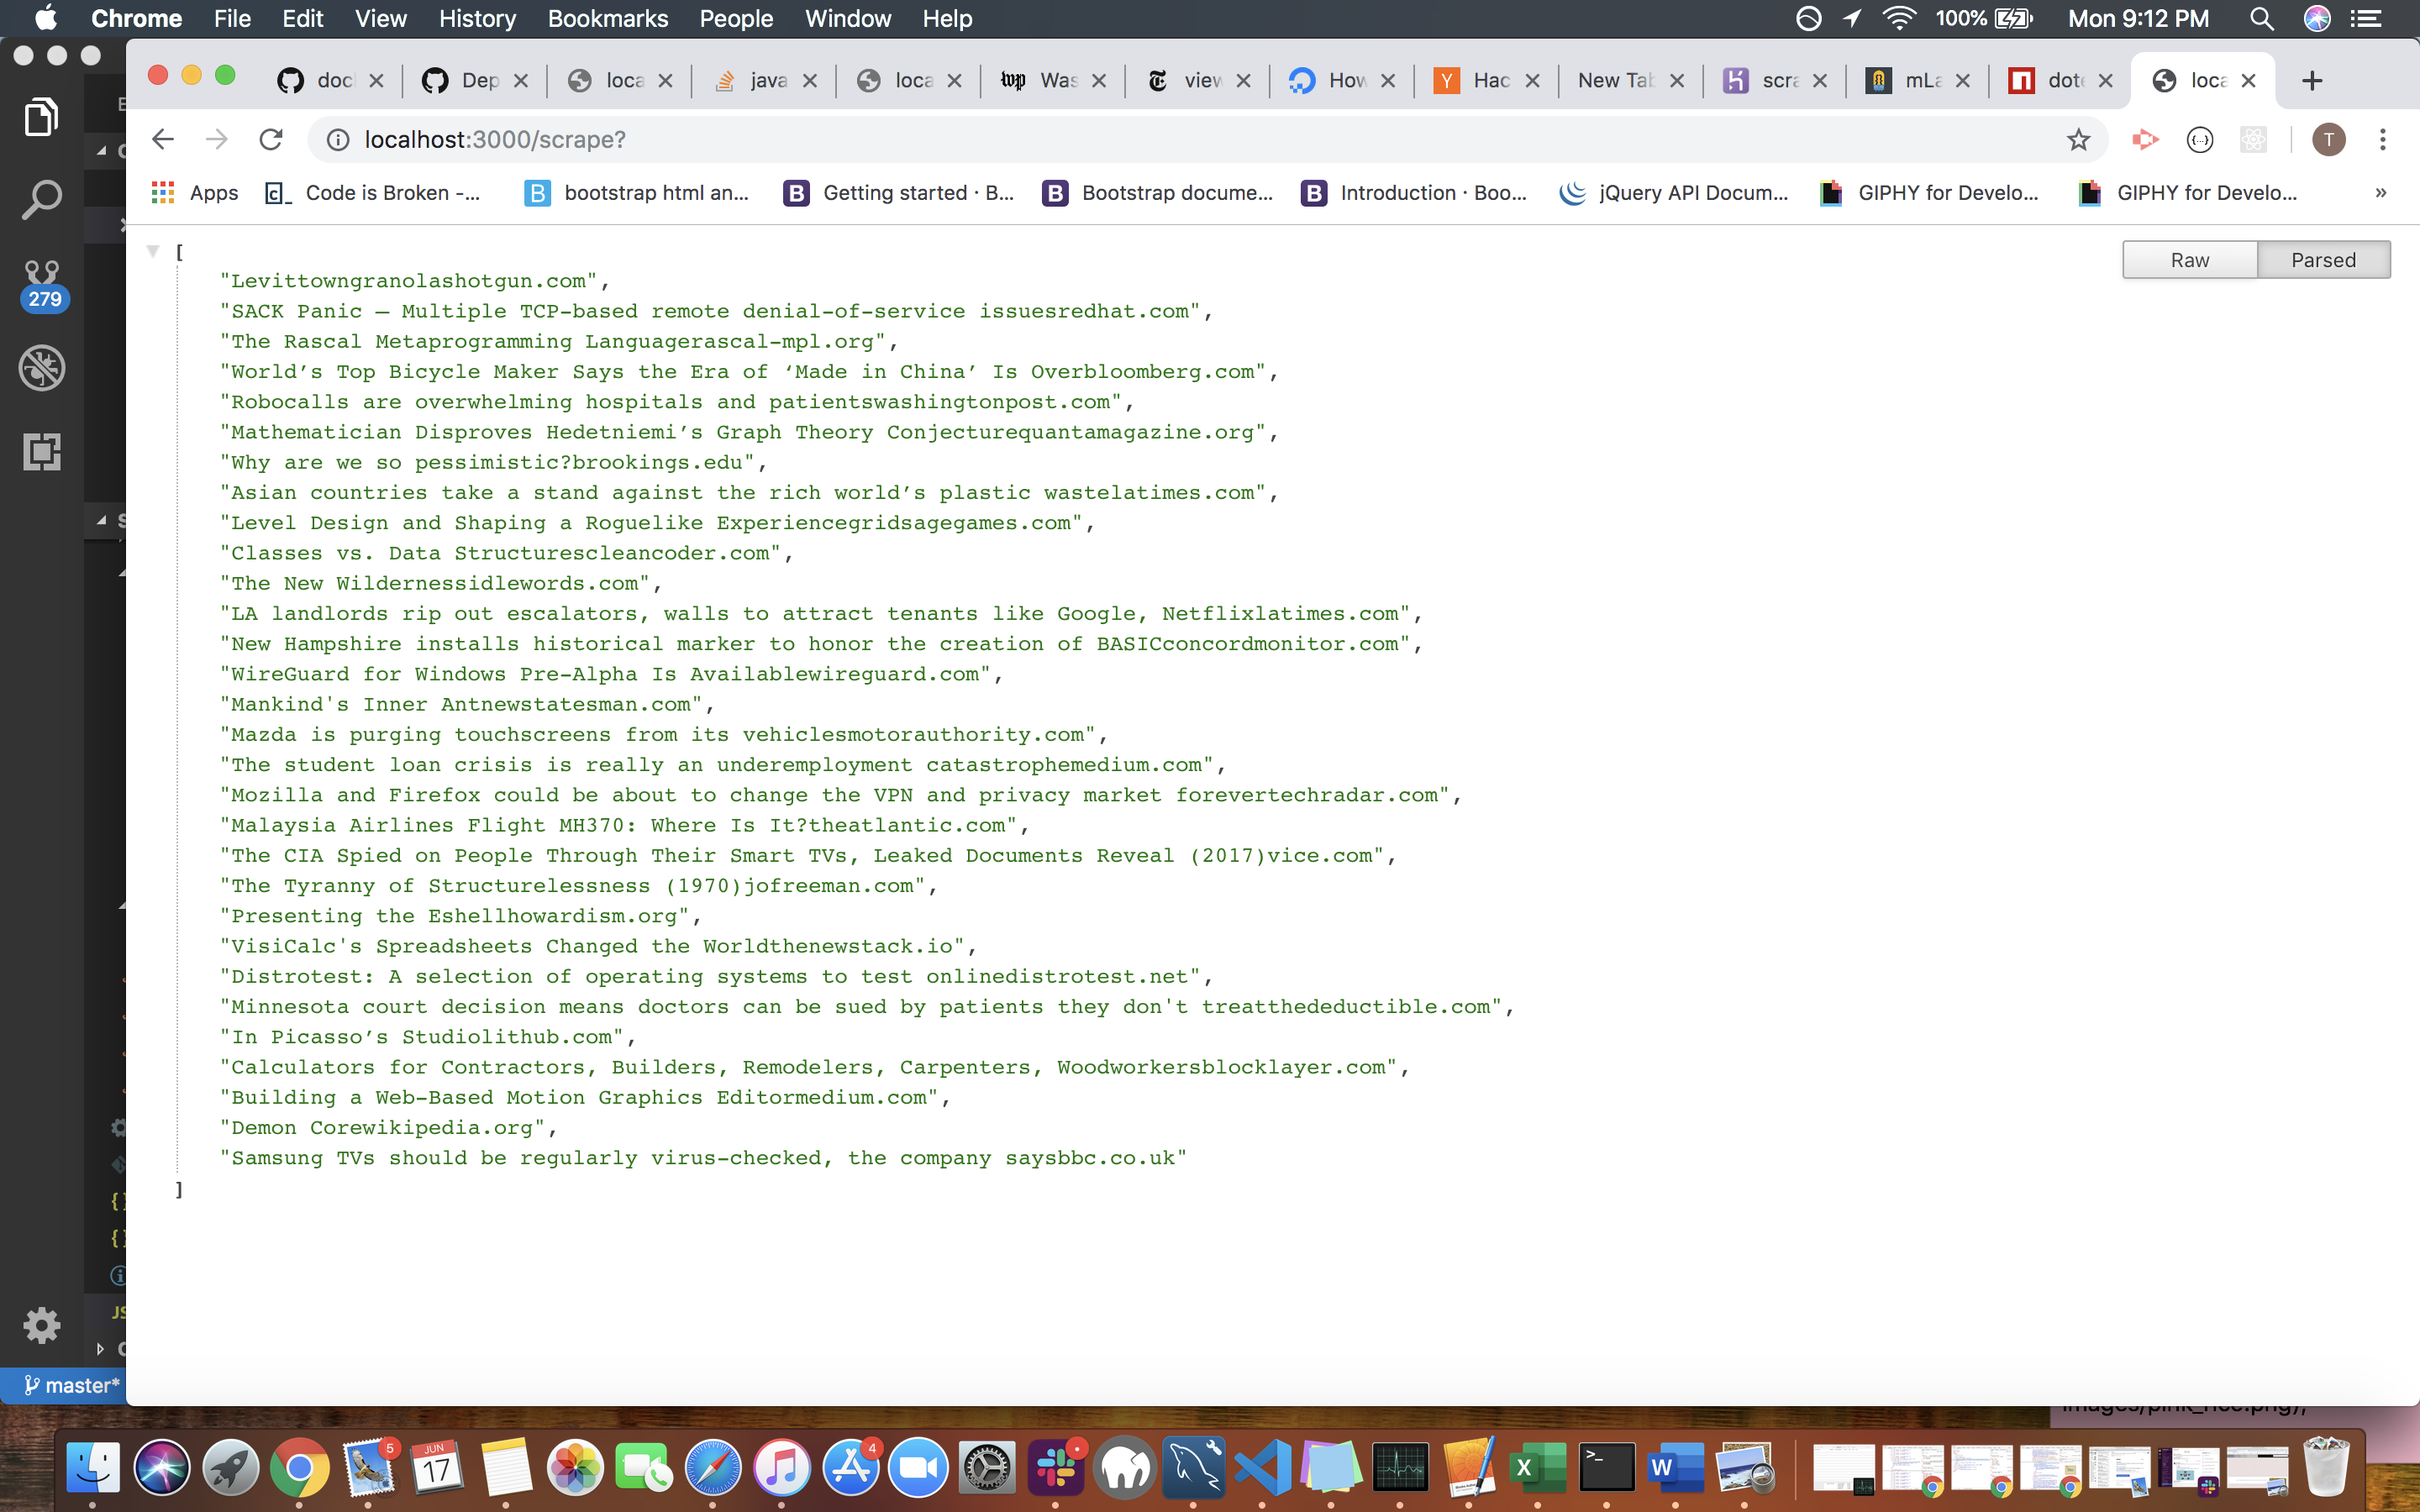 Chrome File Edit View History Bookmarks People Window Help 100% Mon 9:12 PM
doc Dep loca java loca Was view How Hac New Tab scra mLa dote loca
localhost:3000/scrape? T
Apps Code is Broken -... bootstrap html an... Getting started · B... Bootstrap docume... Introduction · Boo... jQuery API Docum... GIPHY for Develo... GIPHY for Develo... »
Raw Parsed
[
"Levittowngranolashotgun.com",
"SACK Panic – Multiple TCP-based remote denial-of-service issuesredhat.com",
"The Rascal Metaprogramming Languagerascal-mpl.org",
"World’s Top Bicycle Maker Says the Era of ‘Made in China’ Is Overbloomberg.com",
"Robocalls are overwhelming hospitals and patientswashingtonpost.com",
"Mathematician Disproves Hedetniemi’s Graph Theory Conjecturequantamagazine.org",
"Why are we so pessimistic?brookings.edu",
"Asian countries take a stand against the rich world’s plastic wastelatimes.com",
"Level Design and Shaping a Roguelike Experiencegridsagegames.com",
"Classes vs. Data Structurescleancoder.com",
"The New Wildernessidlewords.com",
"LA landlords rip out escalators, walls to attract tenants like Google, Netflixlatimes.com",
"New Hampshire installs historical marker to honor the creation of BASICconcordmonitor.com",
"WireGuard for Windows Pre-Alpha Is Availablewireguard.com",
"Mankind's Inner Antnewstatesman.com",
"Mazda is purging touchscreens from its vehiclesmotorauthority.com",
"The student loan crisis is really an underemployment catastrophemedium.com",
"Mozilla and Firefox could be about to change the VPN and privacy market forevertechradar.com",
"Malaysia Airlines Flight MH370: Where Is It?theatlantic.com",
"The CIA Spied on People Through Their Smart TVs, Leaked Documents Reveal (2017)vice.com",
"The Tyranny of Structurelessness (1970)jofreeman.com",
"Presenting the Eshellhowardism.org",
"VisiCalc's Spreadsheets Changed the Worldthenewstack.io",
"Distrotest: A selection of operating systems to test onlinedistrotest.net",
"Minnesota court decision means doctors can be sued by patients they don't treatthedeductible.com",
"In Picasso’s Studiolithub.com",
"Calculators for Contractors, Builders, Remodelers, Carpenters, Woodworkersblocklayer.com",
"Building a Web-Based Motion Graphics Editormedium.com",
"Demon Corewikipedia.org",
"Samsung TVs should be regularly virus-checked, the company saysbbc.co.uk"
]
279
master*
5 JUN 17 4